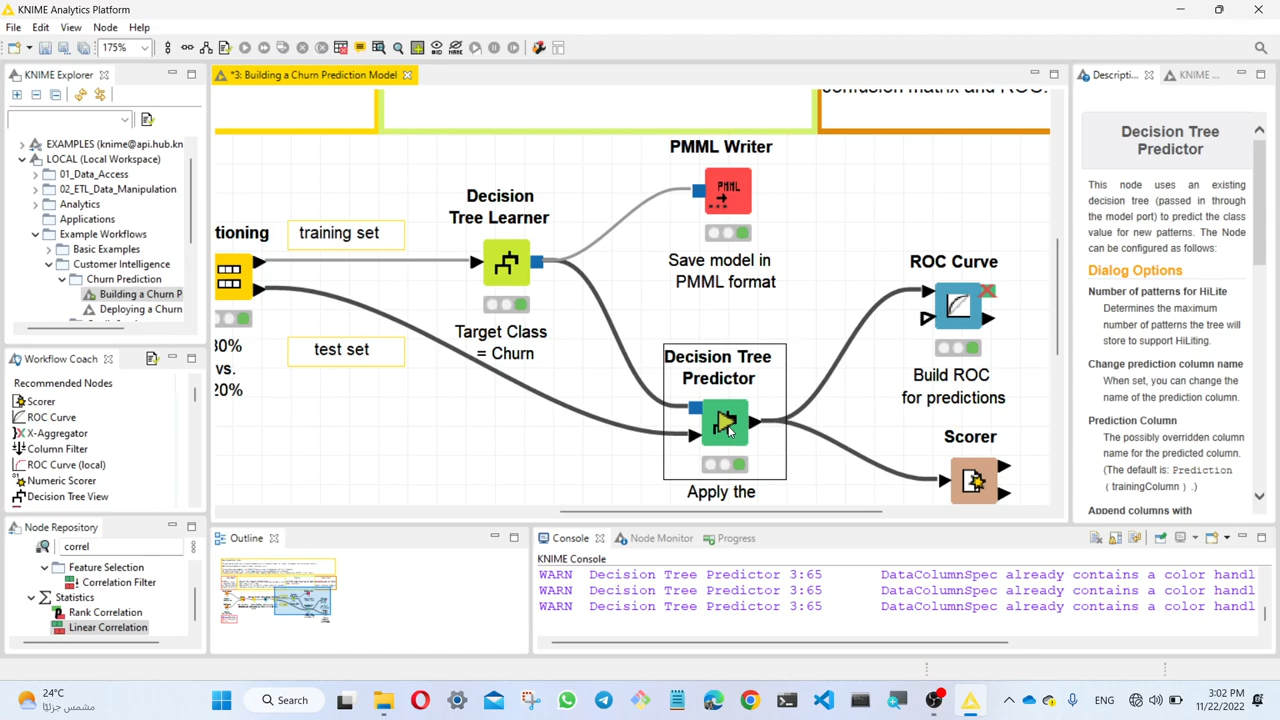 KNIME Analytics Platform
File Edit View Node Help
175%
KNIME Explorer
EXAMPLES (knime@api.hub.kn
LOCAL (Local Workspace)
01_Data_Access
02_ETL_Data_Manipulation
Analytics
Applications
Example Workflows
Basic Examples
Customer Intelligence
Churn Prediction
Building a Churn P
Deploying a Churn
Workflow Coach
Recommended Nodes
Scorer
ROC Curve
X-Aggregator
Column Filter
ROC Curve (local)
Numeric Scorer
Decision Tree View
Node Repository
correl
Feature Selection
Correlation Filter
Statistics
Rank Correlation
Linear Correlation
*3: Building a Churn Prediction Model
confusion matrix and ROC.
PMML Writer
PMML
Save model in
PMML format
Decision
Tree Learner
Target Class
= Churn
tioning
training set
test set
80%
vs.
20%
Decision Tree
Predictor
Apply the
ROC Curve
Build ROC
for predictions
Scorer
Outline
Console
Node Monitor
Progress
KNIME Console
WARN Decision Tree Predictor 3:65 DataColumnSpec already contains a color handl
WARN Decision Tree Predictor 3:65 DataColumnSpec already contains a color handl
WARN Decision Tree Predictor 3:65 DataColumnSpec already contains a color handl
Descripti...
KNIME ...
Decision Tree
Predictor
This node uses an existing
decision tree (passed in through
the model port) to predict the class
value for new patterns. The Node
can be configured as follows:
Dialog Options
Number of patterns for HiLite
Determines the maximum
number of patterns the tree will
store to support HiLiting.
Change prediction column name
When set, you can change the
name of the prediction column.
Prediction Column
The possibly overridden column
name for the predicted column.
(The default is: Prediction
(trainingColumn).)
Append columns with
24°C
مشمس جزئيًا
Search
ENG
3:02 PM
11/22/2022